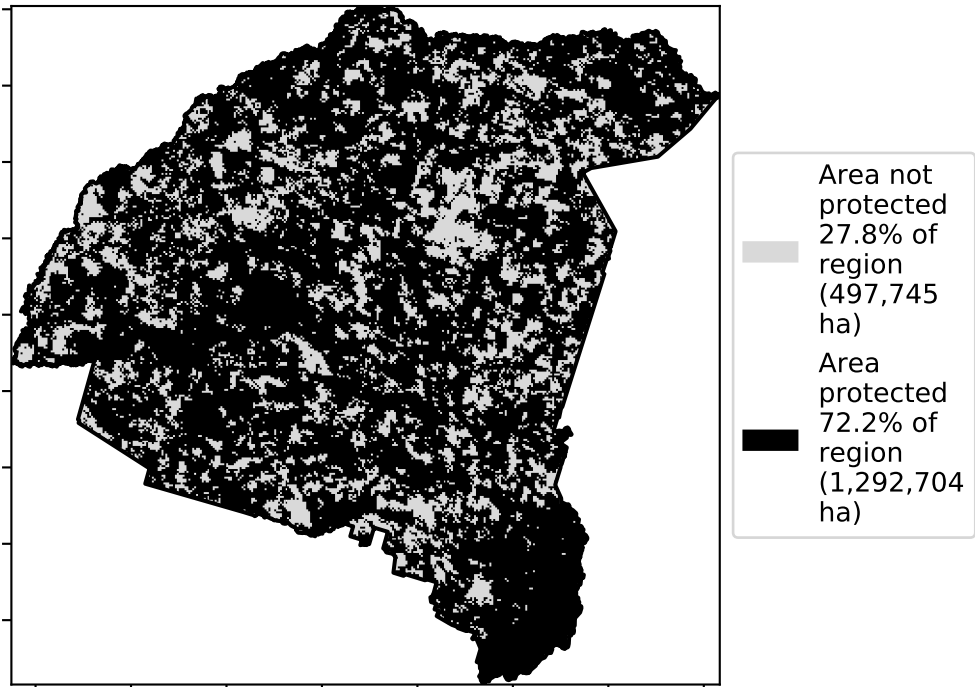 Area not
protected
27.8% of
region
(497,745
ha)
Area
protected
72.2% of
region
(1,292,704
ha)